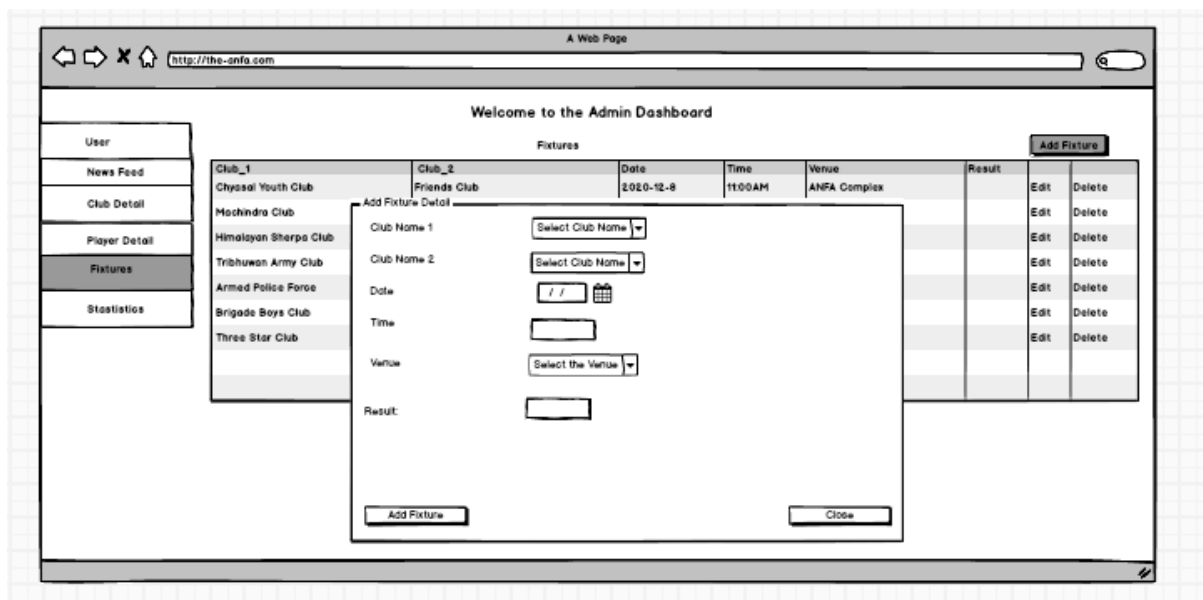 A Web Page
http://the-anfa.com
Welcome to the Admin Dashboard
User
News Feed
Club Detail
Player Detail
Fixtures
Stastistics
Fixtures
Add Fixture
Club_1 Club_2 Date Time Venue Result
Chyasal Youth Club Friends Club 2020-12-8 11:00AM ANFA Complex Edit Delete
Machindra Club Edit Delete
Himalayan Sherpa Club Edit Delete
Tribhuwan Army Club Edit Delete
Armed Police Force Edit Delete
Brigade Boys Club Edit Delete
Three Star Club Edit Delete
Add Fixture Detail
Club Name 1 Select Club Name
Club Name 2 Select Club Name
Date / /
Time
Venue Select the Venue
Result:
Add Fixture Close